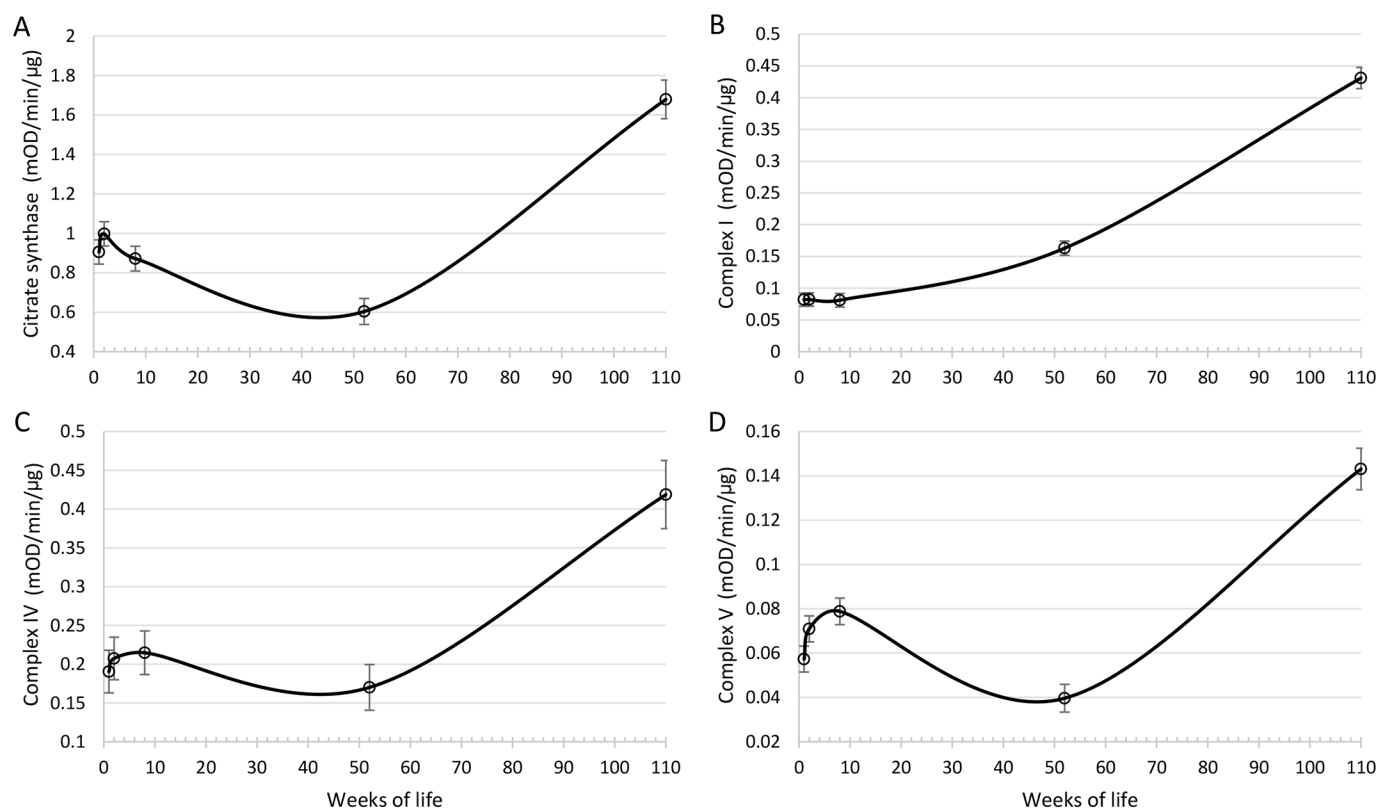 A
Citrate synthase (mOD/min/µg)
2
1.8
1.6
1.4
1.2
1
0.8
0.6
0.4
0 10 20 30 40 50 60 70 80 90 100 110
B
Complex I (mOD/min/µg)
0.5
0.45
0.4
0.35
0.3
0.25
0.2
0.15
0.1
0.05
0
0 10 20 30 40 50 60 70 80 90 100 110
C
Complex IV (mOD/min/µg)
0.5
0.45
0.4
0.35
0.3
0.25
0.2
0.15
0.1
0 10 20 30 40 50 60 70 80 90 100 110
Weeks of life
D
Complex V (mOD/min/µg)
0.16
0.14
0.12
0.1
0.08
0.06
0.04
0.02
0 10 20 30 40 50 60 70 80 90 100 110
Weeks of life